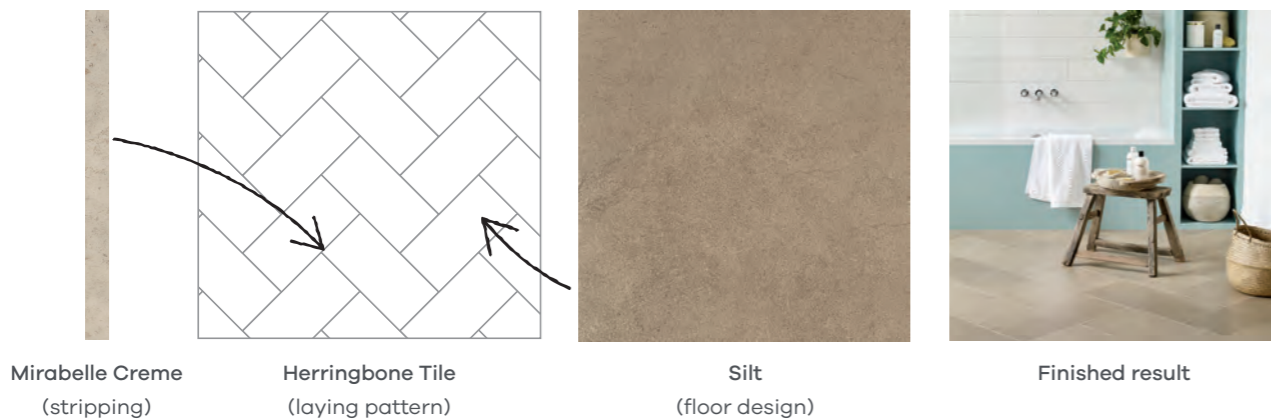 Mirabelle Creme
(stripping)
Herringbone Tile
(laying pattern)
Silt
(floor design)
Finished result